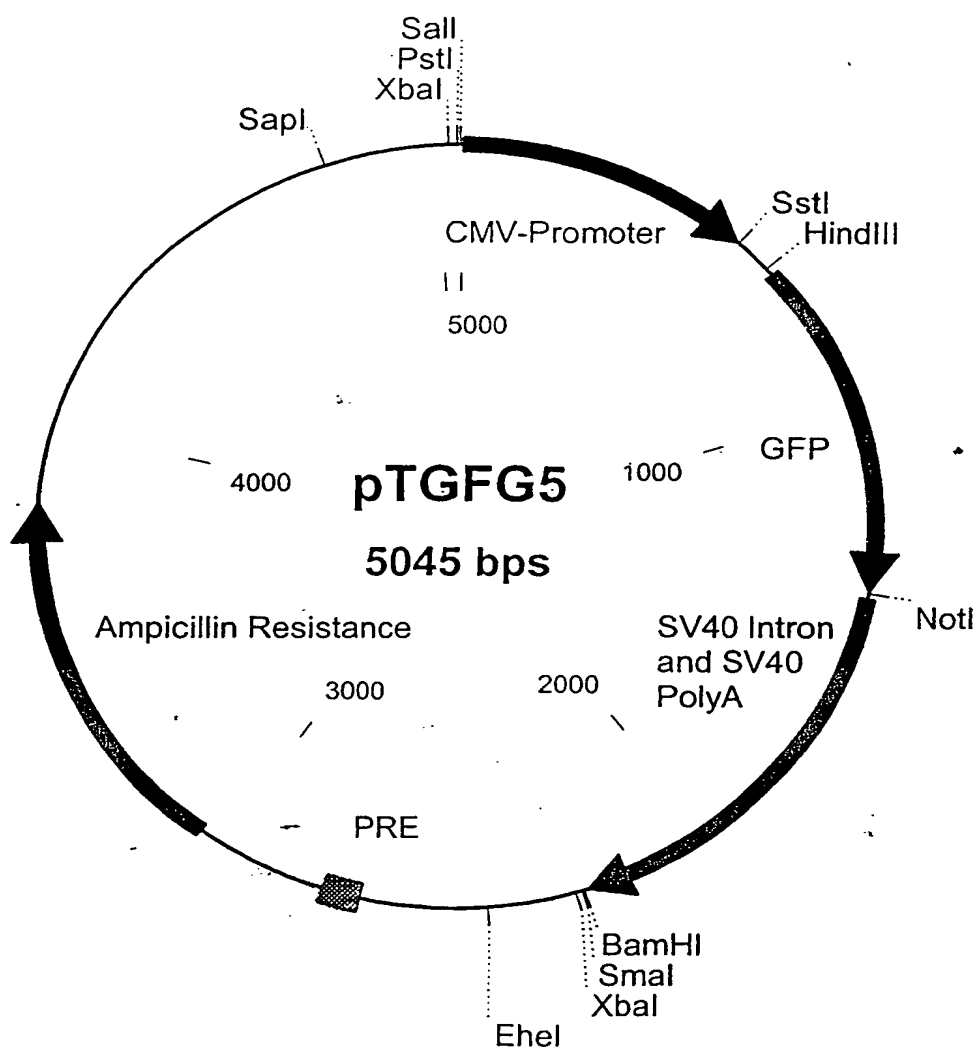 SalI
PstI
XbaI
SapI
SstI
HindIII
CMV-Promoter
5000
GFP
1000
4000
pTGFG5
5045 bps
NotI
Ampicillin Resistance
SV40 Intron
and SV40
PolyA
3000
2000
PRE
BamHI
SmaI
XbaI
EheI